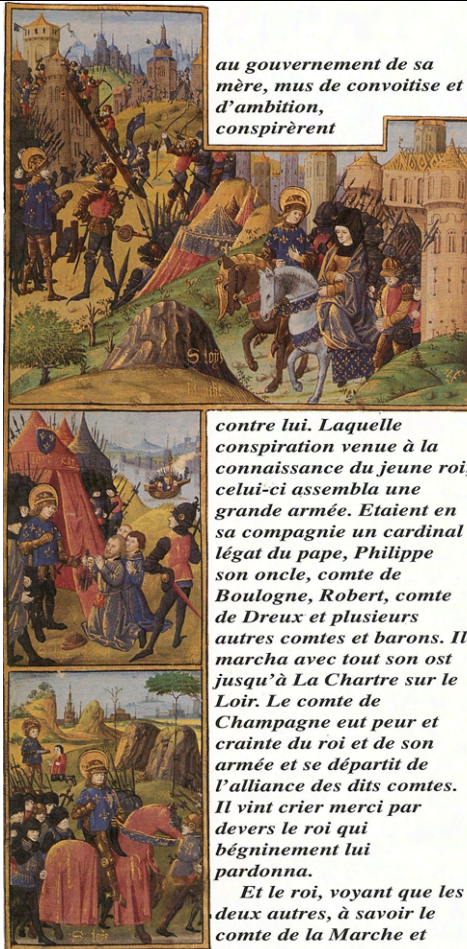 au gouvernement de sa
mère, mus de convoitise et
d'ambition,
conspirèrent
contre lui. Laquelle
conspiration venue à la
connaissance du jeune roi,
celui-ci assembla une
grande armée. Etaient en
sa compagnie un cardinal
légat du pape, Philippe
son oncle, comte de
Boulogne, Robert, comte
de Dreux et plusieurs
autres comtes et barons. Il
marcha avec tout son ost
jusqu'à La Chartre sur le
Loir. Le comte de
Champagne eut peur et
crainte du roi et de son
armée et se départit de
l'alliance des dits comtes.
Il vint crier merci par
devers le roi qui
bégninement lui
pardonna.
Et le roi, voyant que les
deux autres, à savoir le
comte de la Marche et